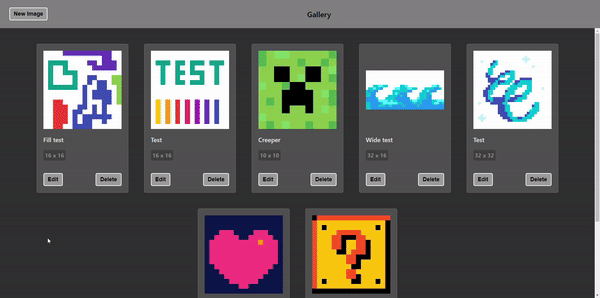 New Image
Gallery
TEST
Fill test
16 x 16
Edit
Delete
Test
16 x 16
Edit
Delete
Creeper
10 x 10
Edit
Delete
Wide test
32 x 16
Edit
Delete
Test
32 x 32
Edit
Delete
?